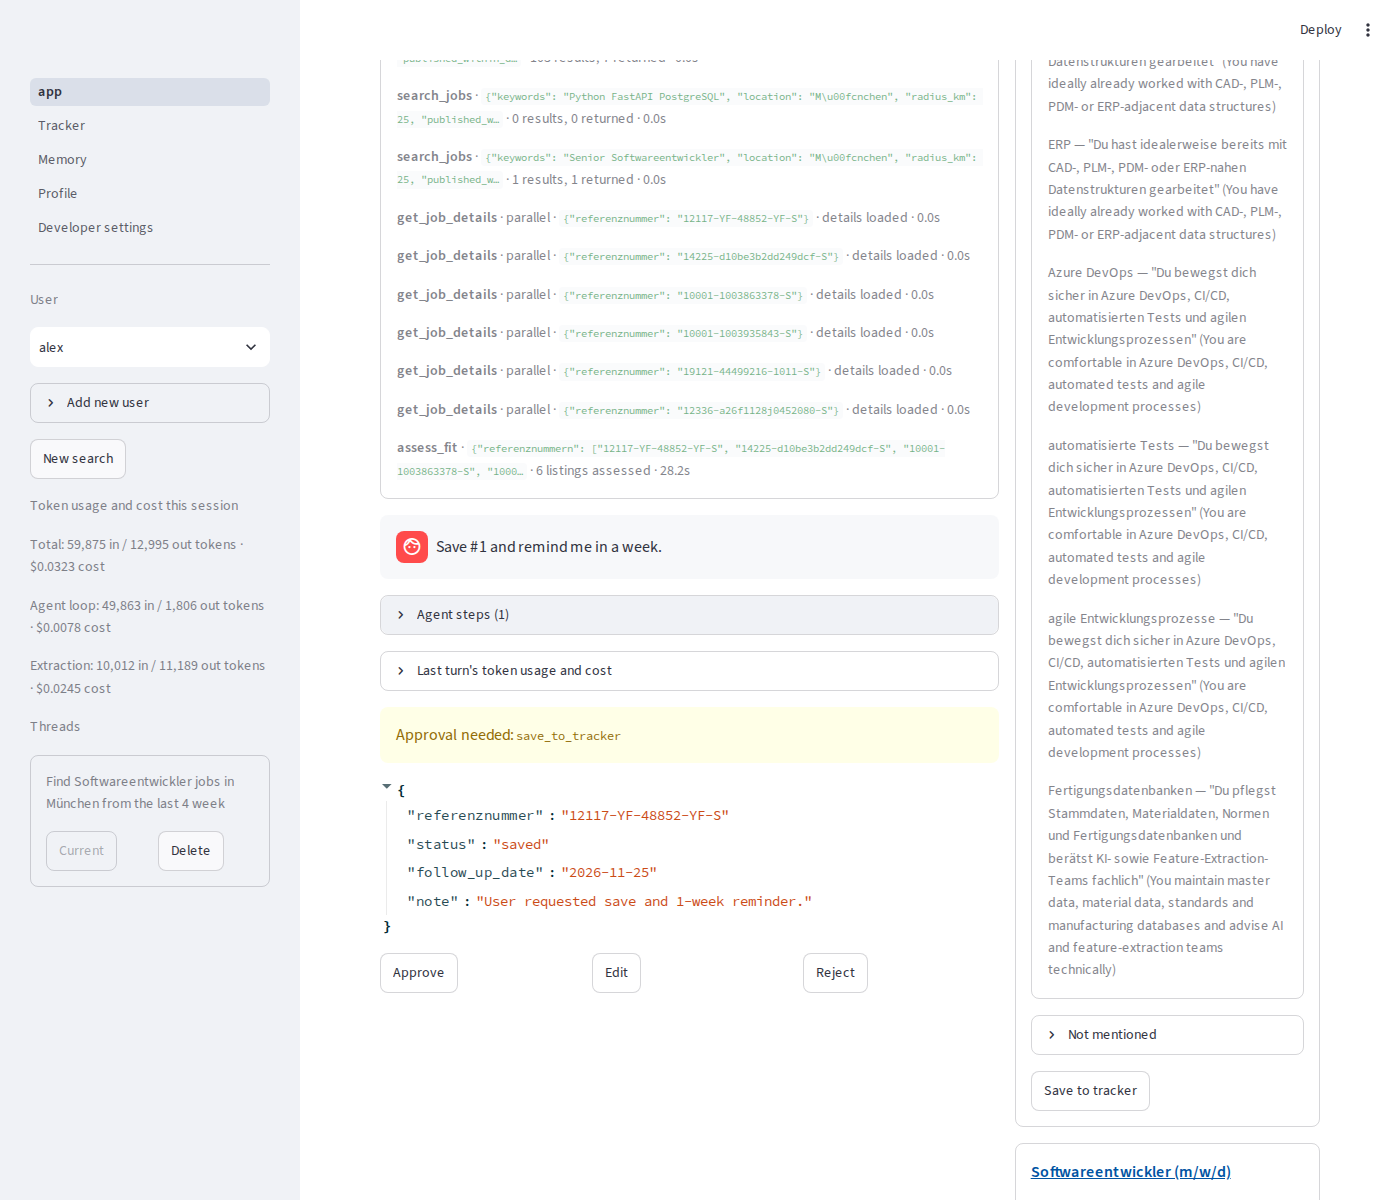 Deploy
app
Tracker
Memory
Profile
Developer settings
User
alex
Add new user
New search
Token usage and cost this session
Total: 59,875 in / 12,995 out tokens ·
$0.0323 cost
Agent loop: 49,863 in / 1,806 out tokens
· $0.0078 cost
Extraction: 10,012 in / 11,189 out tokens
· $0.0245 cost
Threads
Find Softwareentwickler jobs in
München from the last 4 week
Current
Delete
search_jobs · {"keywords": "Python FastAPI PostgreSQL", "location": "M\u00fcnchen", "radius_km":
25, "published_w… · 0 results, 0 returned · 0.0s
search_jobs · {"keywords": "Senior Softwareentwickler", "location": "M\u00fcnchen", "radius_km":
25, "published_w… · 1 results, 1 returned · 0.0s
get_job_details · parallel · {"referenznummer": "12117-YF-48852-YF-S"} · details loaded · 0.0s
get_job_details · parallel · {"referenznummer": "14225-d10be3b2dd249dcf-S"} · details loaded · 0.0s
get_job_details · parallel · {"referenznummer": "10001-1003863378-S"} · details loaded · 0.0s
get_job_details · parallel · {"referenznummer": "10001-1003935843-S"} · details loaded · 0.0s
get_job_details · parallel · {"referenznummer": "19121-44499216-1011-S"} · details loaded · 0.0s
get_job_details · parallel · {"referenznummer": "12336-a26f1128j0452080-S"} · details loaded · 0.0s
assess_fit · {"referenznummern": ["12117-YF-48852-YF-S", "14225-d10be3b2dd249dcf-S", "10001-
1003863378-S", "1000… · 6 listings assessed · 28.2s
Save #1 and remind me in a week.
Agent steps (1)
Last turn's token usage and cost
Approval needed: save_to_tracker
{
"referenznummer" : "12117-YF-48852-YF-S"
"status" : "saved"
"follow_up_date" : "2026-11-25"
"note" : "User requested save and 1-week reminder."
}
Approve
Edit
Reject
Datenstrukturen gearbeitet" (You have
ideally already worked with CAD-, PLM-,
PDM- or ERP-adjacent data structures)
ERP — "Du hast idealerweise bereits mit
CAD-, PLM-, PDM- oder ERP-nahen
Datenstrukturen gearbeitet" (You have
ideally already worked with CAD-, PLM-,
PDM- or ERP-adjacent data structures)
Azure DevOps — "Du bewegst dich
sicher in Azure DevOps, CI/CD,
automatisierten Tests und agilen
Entwicklungsprozessen" (You are
comfortable in Azure DevOps, CI/CD,
automated tests and agile
development processes)
automatisierte Tests — "Du bewegst
dich sicher in Azure DevOps, CI/CD,
automatisierten Tests und agilen
Entwicklungsprozessen" (You are
comfortable in Azure DevOps, CI/CD,
automated tests and agile
development processes)
agile Entwicklungsprozesse — "Du
bewegst dich sicher in Azure DevOps,
CI/CD, automatisierten Tests und agilen
Entwicklungsprozessen" (You are
comfortable in Azure DevOps, CI/CD,
automated tests and agile
development processes)
Fertigungsdatenbanken — "Du pflegst
Stammdaten, Materialdaten, Normen
und Fertigungsdatenbanken und
berätst KI- sowie Feature-Extraction-
Teams fachlich" (You maintain master
data, material data, standards and
manufacturing databases and advise AI
and feature-extraction teams
technically)
Not mentioned
Save to tracker
Softwareentwickler (m/w/d)